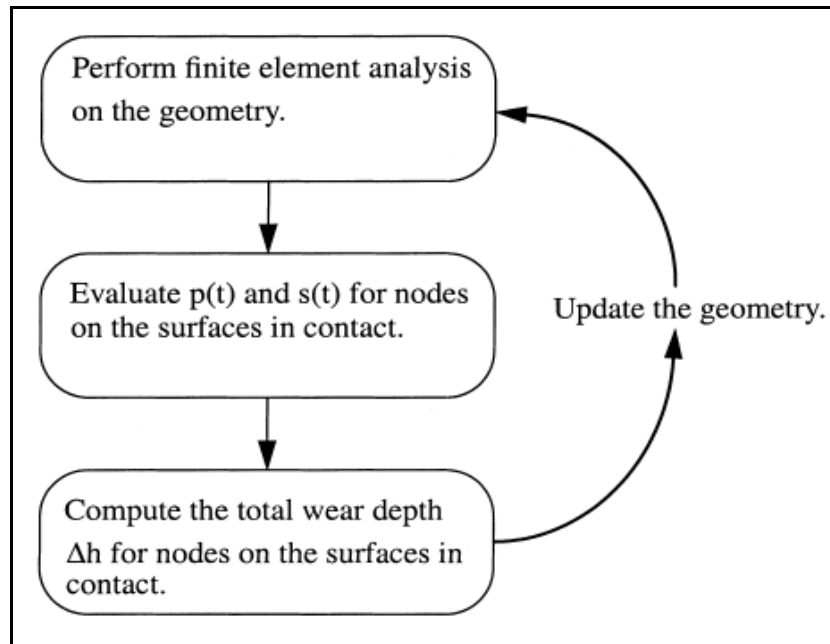 Perform finite element analysis
on the geometry.
Evaluate p(t) and s(t) for nodes
on the surfaces in contact.
Update the geometry.
Compute the total wear depth
Δh for nodes on the surfaces in
contact.